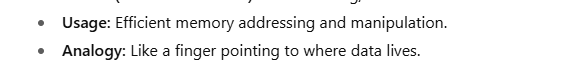 • Usage: Efficient memory addressing and manipulation.
• Analogy: Like a finger pointing to where data lives.